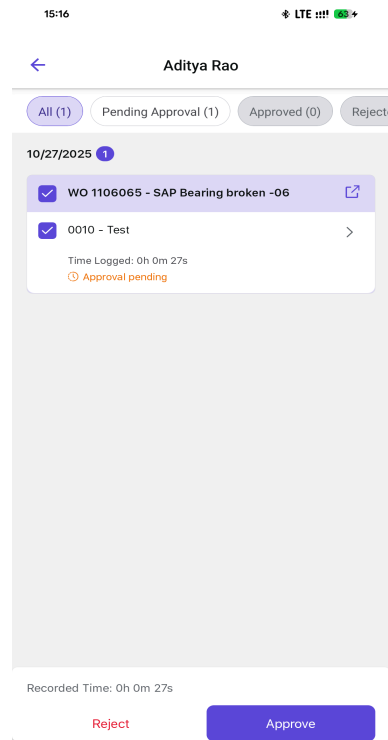 15:16 LTE 63
Aditya Rao
All (1) Pending Approval (1) Approved (0) Reject
10/27/2025 1
WO 1106065 - SAP Bearing broken -06
0010 - Test
Time Logged: 0h 0m 27s
Approval pending
Recorded Time: 0h 0m 27s
Reject Approve